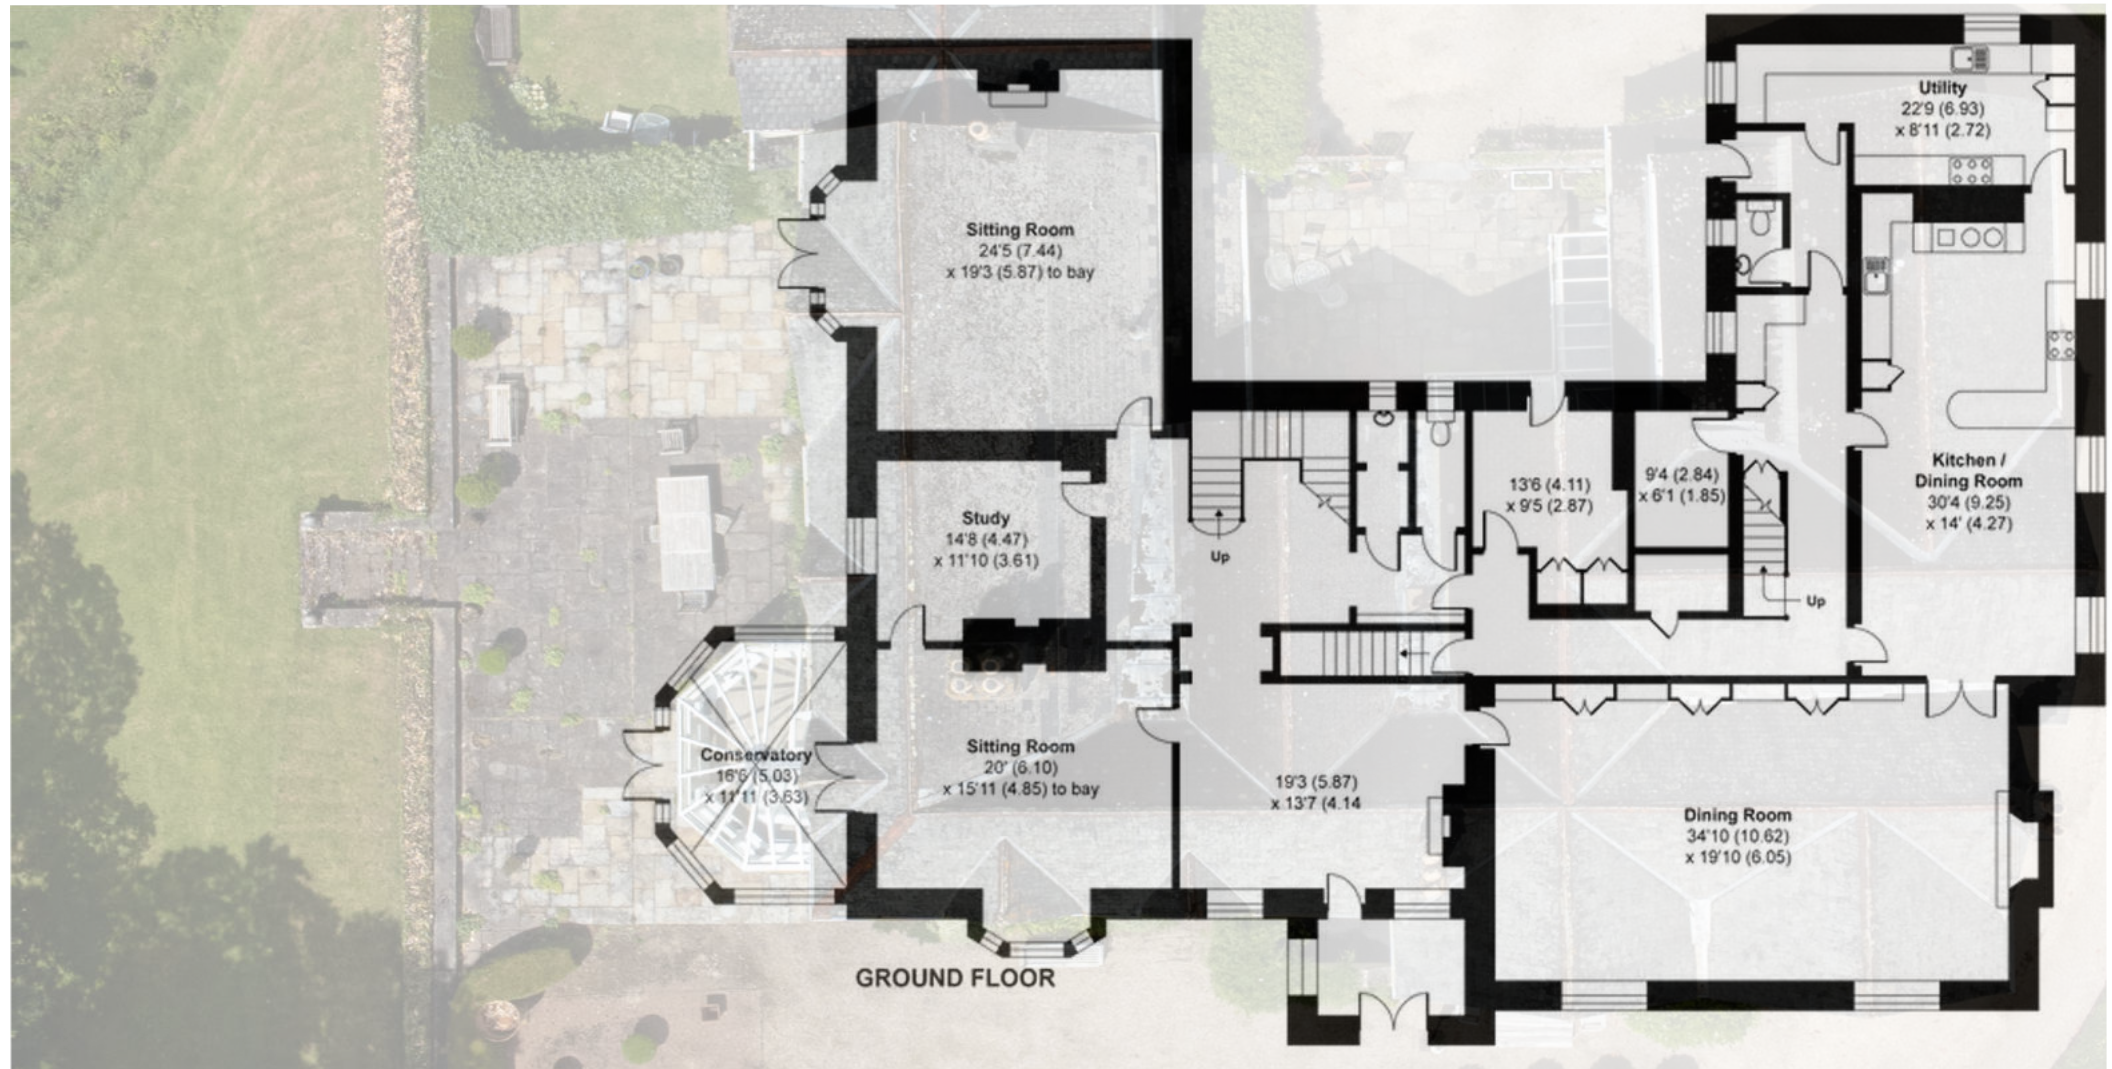 Utility
22'9 (6.93)
x 8'11 (2.72)
Sitting Room
24'5 (7.44)
x 19'3 (5.87) to bay
Kitchen /
Dining Room
30'4 (9.25)
x 14' (4.27)
13'6 (4.11)
x 9'5 (2.87)
9'4 (2.84)
x 6'1 (1.85)
Study
14'8 (4.47)
x 11'10 (3.61)
Up
Up
Conservatory
16'6 (5.03)
x 11'11 (3.63)
Sitting Room
20' (6.10)
x 15'11 (4.85) to bay
19'3 (5.87)
x 13'7 (4.14
Dining Room
34'10 (10.62)
x 19'10 (6.05)
GROUND FLOOR